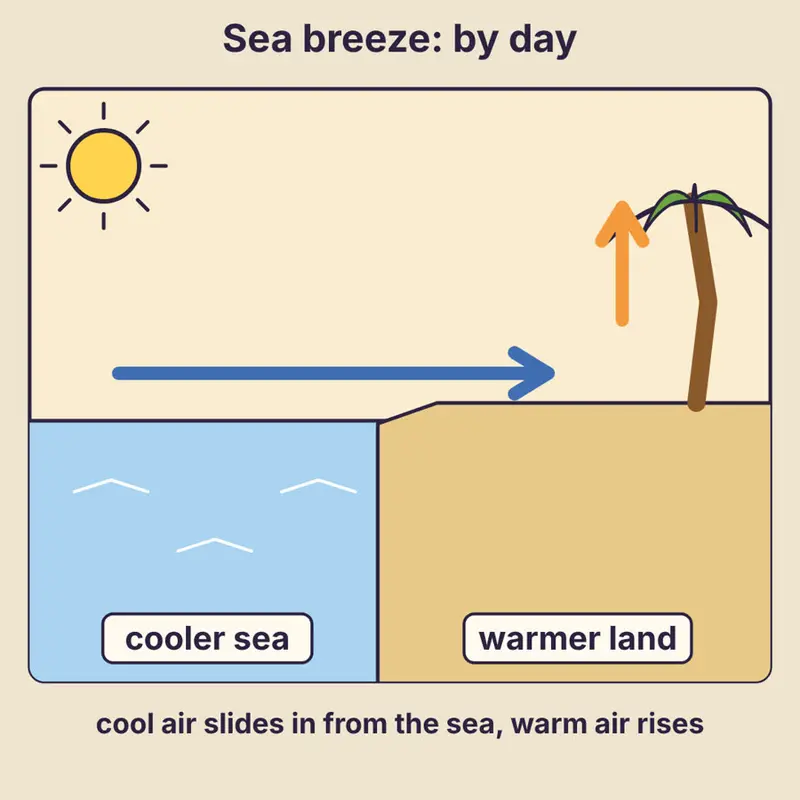 Sea breeze: by day
cooler sea
warmer land
cool air slides in from the sea, warm air rises